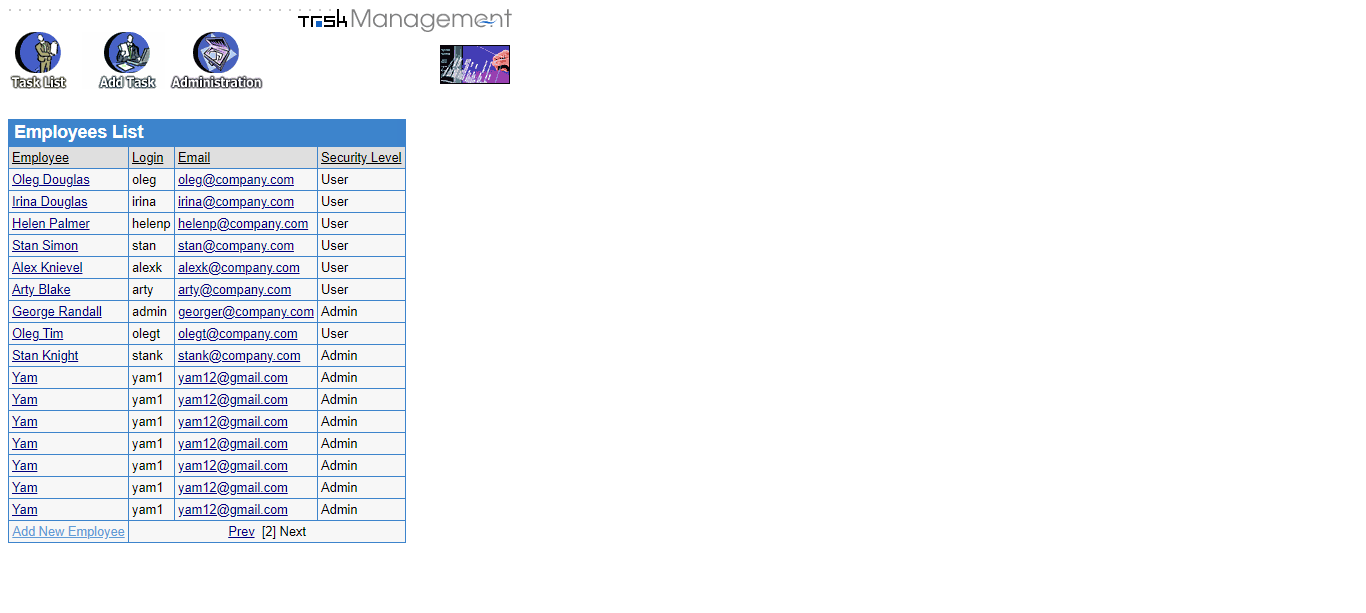 Task Management
Task List Add Task Administration
Employees List
Employee Login Email Security Level
Oleg Douglas oleg oleg@company.com User
Irina Douglas irina irina@company.com User
Helen Palmer helenp helenp@company.com User
Stan Simon stan stan@company.com User
Alex Knievel alexk alexk@company.com User
Arty Blake arty arty@company.com User
George Randall admin georger@company.com Admin
Oleg Tim olegt olegt@company.com User
Stan Knight stank stank@company.com Admin
Yam yam1 yam12@gmail.com Admin
Yam yam1 yam12@gmail.com Admin
Yam yam1 yam12@gmail.com Admin
Yam yam1 yam12@gmail.com Admin
Yam yam1 yam12@gmail.com Admin
Yam yam1 yam12@gmail.com Admin
Yam yam1 yam12@gmail.com Admin
Add New Employee Prev [2] Next